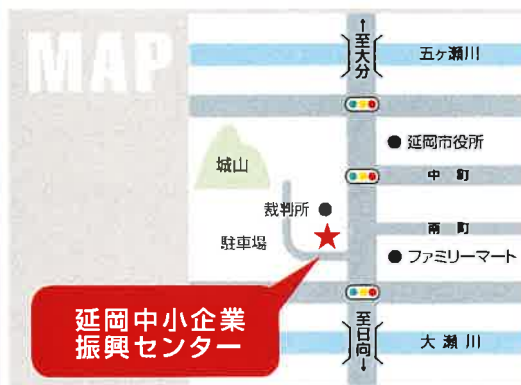 MAP
↑至大分
五ヶ瀬川
延岡市役所
城山
中町
裁判所
南町
駐車場
ファミリーマート
延岡中小企業
振興センター
至日向↓
大瀬川